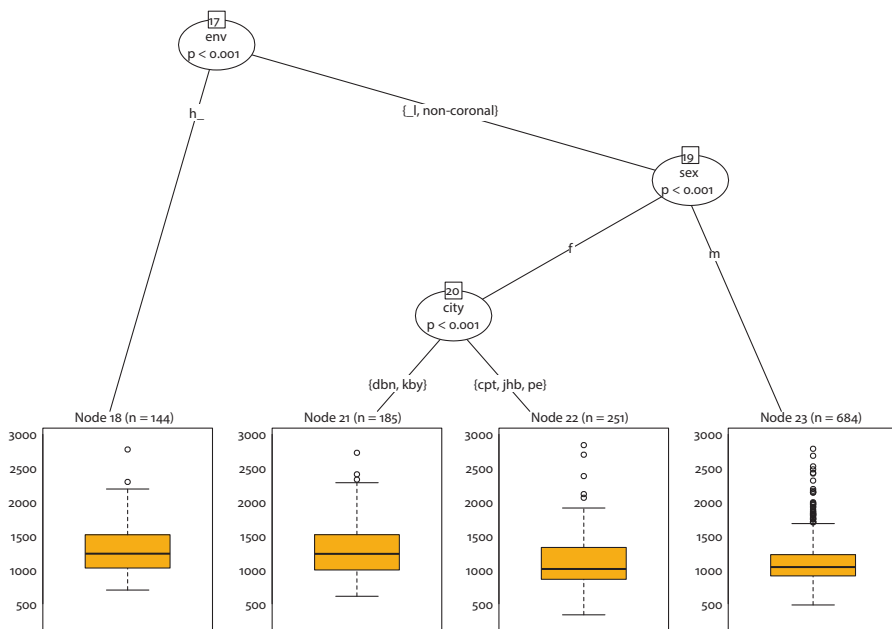 17
env
p < 0.001
h_
{_l, non-coronal}
19
sex
p < 0.001
f
m
20
city
p < 0.001
{dbn, kby}
{cpt, jhb, pe}
Node 18 (n = 144)
3000
2500
2000
1500
1000
500
Node 21 (n = 185)
3000
2500
2000
1500
1000
500
Node 22 (n = 251)
3000
2500
2000
1500
1000
500
Node 23 (n = 684)
3000
2500
2000
1500
1000
500